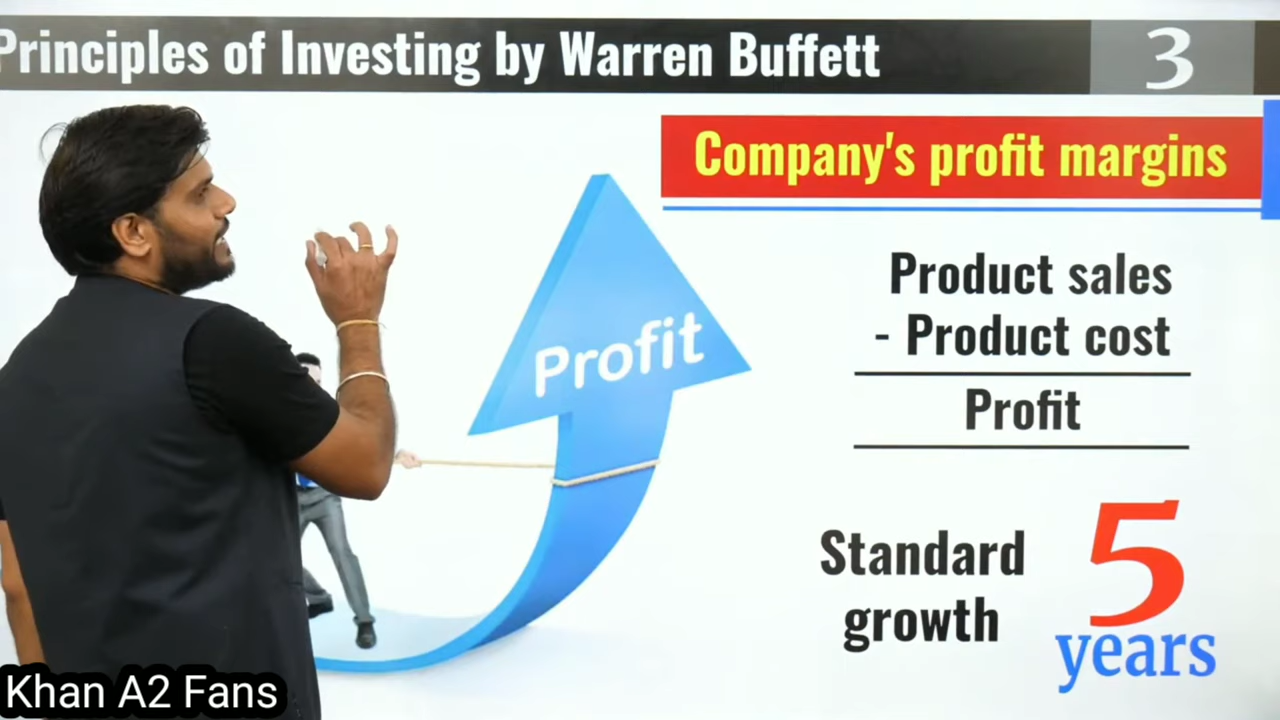 Principles of Investing by Warren Buffett
3
Company's profit margins
Profit
Product sales
- Product cost
Profit
Standard
growth
5
years
Khan A2 Fans